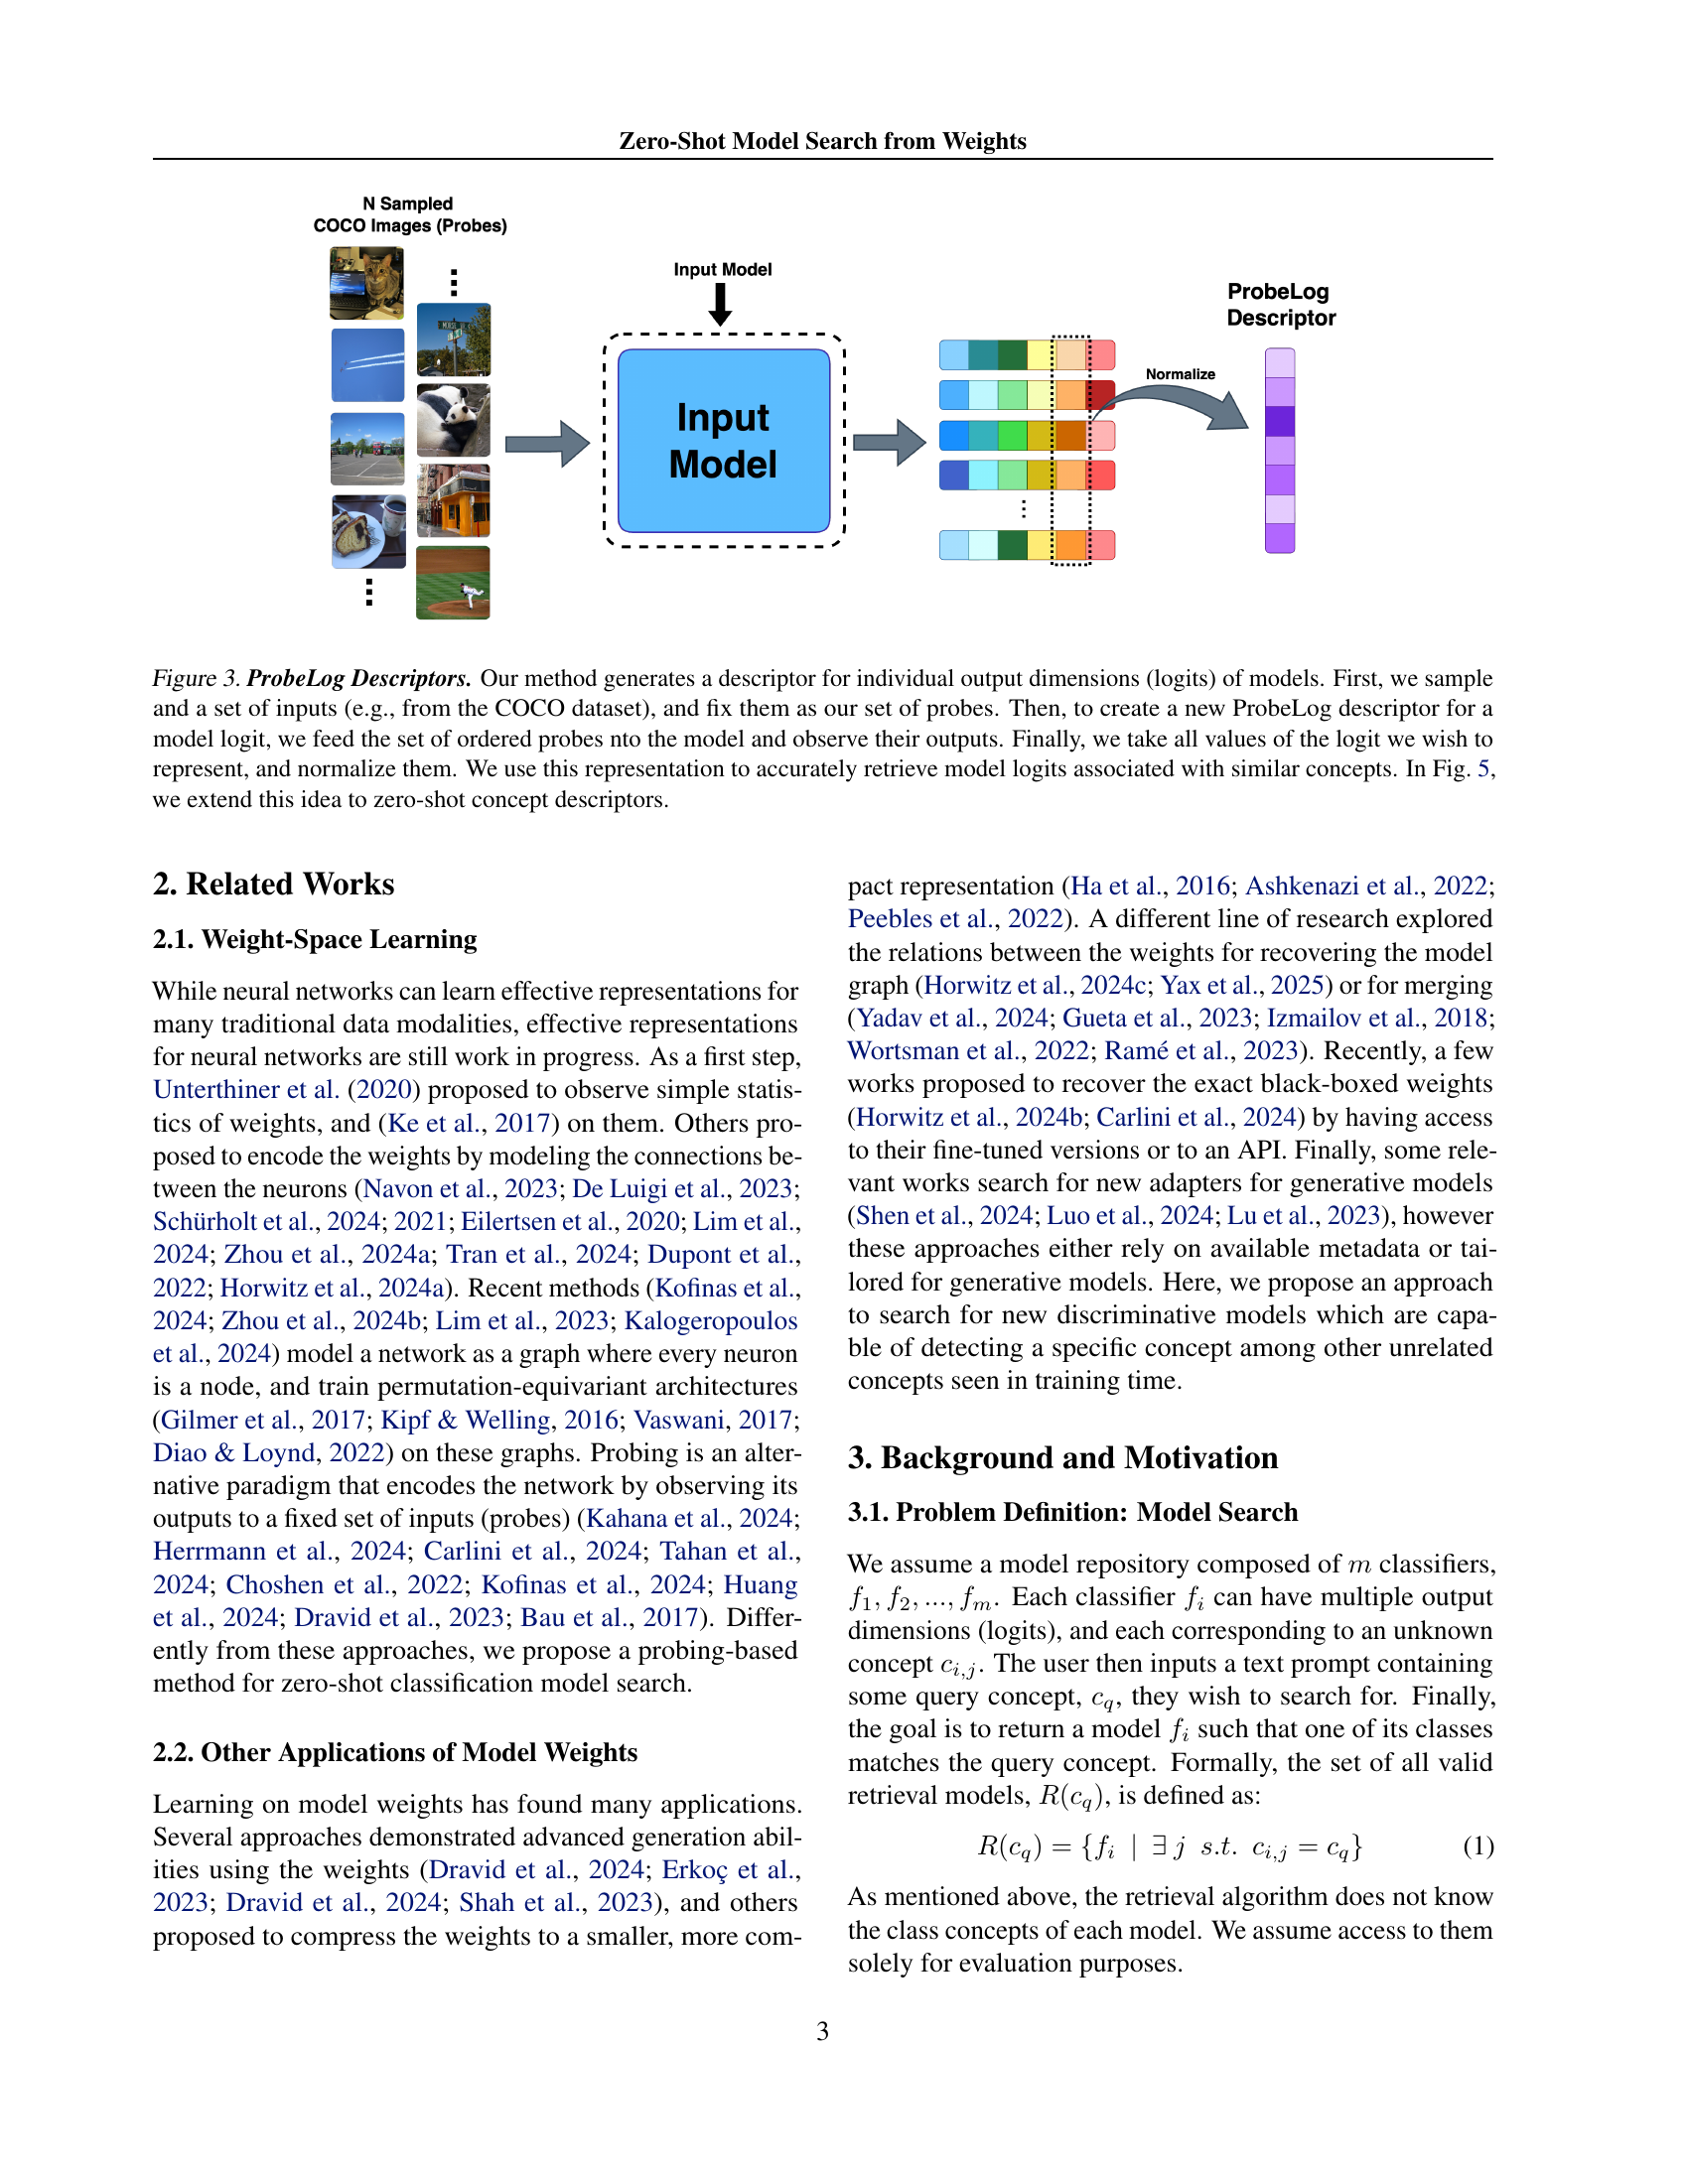 Zero-Shot Model Search from Weights
N Sampled
COCO Images (Probes)
Input Model
Input
Model
Normalize
ProbeLog
Descriptor
Figure 3. ProbeLog Descriptors. Our method generates a descriptor for individual output dimensions (logits) of models. First, we sample
and a set of inputs (e.g., from the COCO dataset), and fix them as our set of probes. Then, to create a new ProbeLog descriptor for a
model logit, we feed the set of ordered probes nto the model and observe their outputs. Finally, we take all values of the logit we wish to
represent, and normalize them. We use this representation to accurately retrieve model logits associated with similar concepts. In Fig. 5,
we extend this idea to zero-shot concept descriptors.
2. Related Works
2.1. Weight-Space Learning
While neural networks can learn effective representations for
many traditional data modalities, effective representations
for neural networks are still work in progress. As a first step,
Unterthiner et al. (2020) proposed to observe simple statis-
tics of weights, and (Ke et al., 2017) on them. Others pro-
posed to encode the weights by modeling the connections be-
tween the neurons (Navon et al., 2023; De Luigi et al., 2023;
Schürholt et al., 2024; 2021; Eilertsen et al., 2020; Lim et al.,
2024; Zhou et al., 2024a; Tran et al., 2024; Dupont et al.,
2022; Horwitz et al., 2024a). Recent methods (Kofinas et al.,
2024; Zhou et al., 2024b; Lim et al., 2023; Kalogeropoulos
et al., 2024) model a network as a graph where every neuron
is a node, and train permutation-equivariant architectures
(Gilmer et al., 2017; Kipf & Welling, 2016; Vaswani, 2017;
Diao & Loynd, 2022) on these graphs. Probing is an alter-
native paradigm that encodes the network by observing its
outputs to a fixed set of inputs (probes) (Kahana et al., 2024;
Herrmann et al., 2024; Carlini et al., 2024; Tahan et al.,
2024; Choshen et al., 2022; Kofinas et al., 2024; Huang
et al., 2024; Dravid et al., 2023; Bau et al., 2017). Differ-
ently from these approaches, we propose a probing-based
method for zero-shot classification model search.
2.2. Other Applications of Model Weights
Learning on model weights has found many applications.
Several approaches demonstrated advanced generation abil-
ities using the weights (Dravid et al., 2024; Erkoç et al.,
2023; Dravid et al., 2024; Shah et al., 2023), and others
proposed to compress the weights to a smaller, more com-
pact representation (Ha et al., 2016; Ashkenazi et al., 2022;
Peebles et al., 2022). A different line of research explored
the relations between the weights for recovering the model
graph (Horwitz et al., 2024c; Yax et al., 2025) or for merging
(Yadav et al., 2024; Gueta et al., 2023; Izmailov et al., 2018;
Wortsman et al., 2022; Ramé et al., 2023). Recently, a few
works proposed to recover the exact black-boxed weights
(Horwitz et al., 2024b; Carlini et al., 2024) by having access
to their fine-tuned versions or to an API. Finally, some rele-
vant works search for new adapters for generative models
(Shen et al., 2024; Luo et al., 2024; Lu et al., 2023), however
these approaches either rely on available metadata or tai-
lored for generative models. Here, we propose an approach
to search for new discriminative models which are capa-
ble of detecting a specific concept among other unrelated
concepts seen in training time.
3. Background and Motivation
3.1. Problem Definition: Model Search
We assume a model repository composed of m classifiers,
f₁, f₂, ..., fₘ. Each classifier fᵢ can have multiple output
dimensions (logits), and each corresponding to an unknown
concept c_{i,j}. The user then inputs a text prompt containing
some query concept, c_q, they wish to search for. Finally,
the goal is to return a model fᵢ such that one of its classes
matches the query concept. Formally, the set of all valid
retrieval models, R(c_q), is defined as:
R(c_q) = {fᵢ | ∃ j s.t. c_{i,j} = c_q} (1)
As mentioned above, the retrieval algorithm does not know
the class concepts of each model. We assume access to them
solely for evaluation purposes.
3